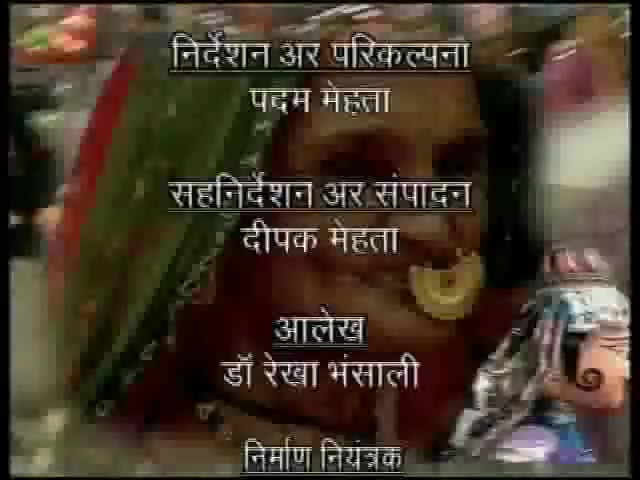 निर्देशन अर परिकल्पना
पदम मेहता
सहनिर्देशन अर संपादन
दीपक मेहता
आलेख
डॉ रेखा भंसाली
निर्माण नियंत्रक